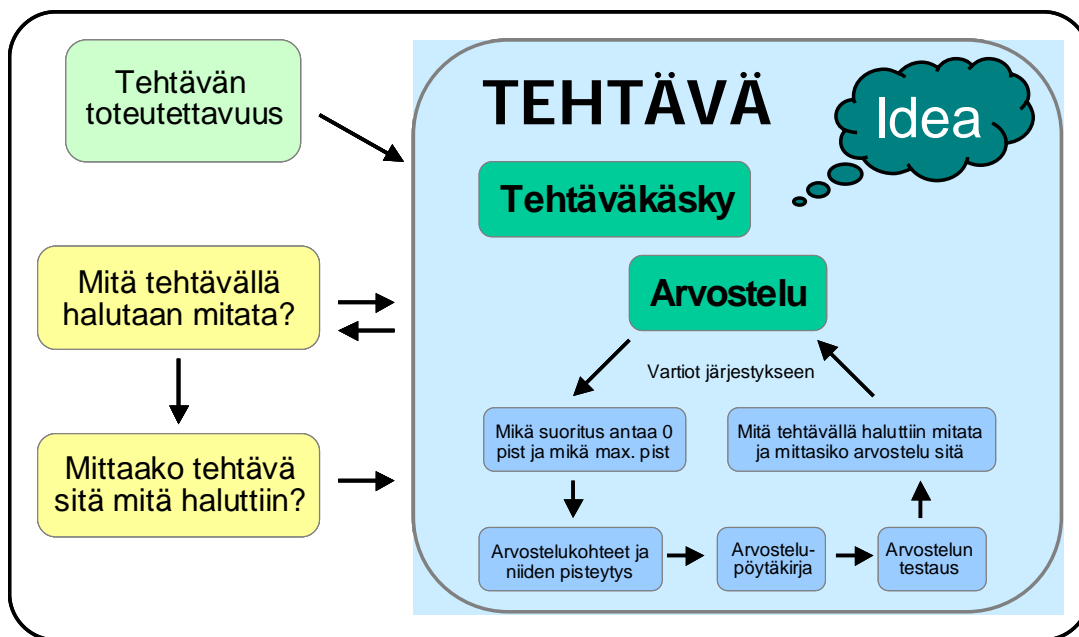 Tehtävän
toteutettavuus
TEHTÄVÄ
Idea
Tehtäväkäsky
Mitä tehtävällä
halutaan mitata?
Arvostelu
Vartiot järjestykseen
Mikä suoritus antaa 0
pist ja mikä max. pist
Mitä tehtävällä haluttiin mitata
ja mittasiko arvostelu sitä
Mittaako tehtävä
sitä mitä haluttiin?
Arvostelukohteet ja
niiden pisteytys
Arvostelu-
pöytäkirja
Arvostelun
testaus